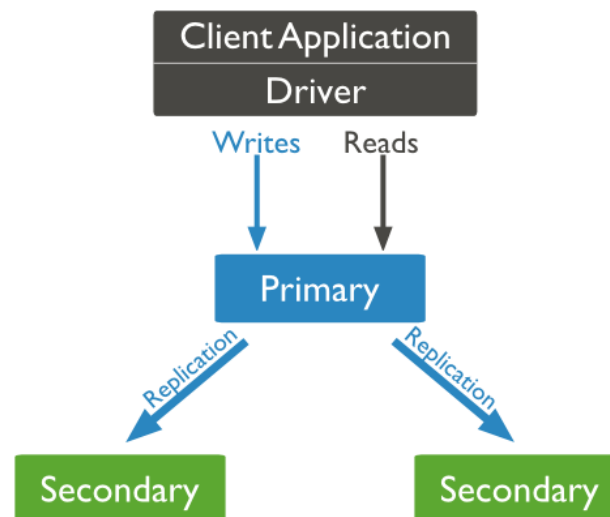 Client Application
Driver
Writes Reads
Primary
Replication Replication
Secondary Secondary